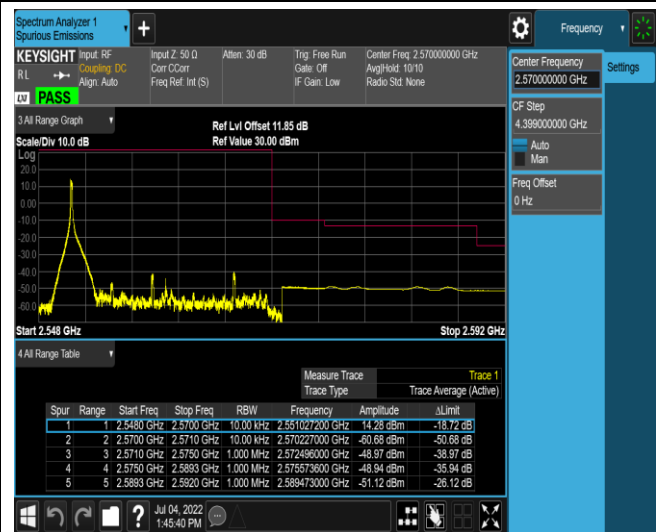 Spectrum Analyzer 1
Spurious Emissions
Frequency
KEYSIGHT
RL
LXI
PASS
Input: RF
Coupling: DC
Align: Auto
Input Z: 50 Ω
Corr CCorr
Freq Ref: Int (S)
Atten: 30 dB
Trig: Free Run
Gate: Off
IF Gain: Low
Center Freq: 2.570000000 GHz
Avg|Hold: 10/10
Radio Std: None
Center Frequency
2.570000000 GHz
Settings
CF Step
4.399000000 GHz
Auto
Man
Freq Offset
0 Hz
3 All Range Graph
Scale/Div 10.0 dB
Ref Lvl Offset 11.85 dB
Ref Value 30.00 dBm
Log
20.0
10.0
0.00
-10.0
-20.0
-30.0
-40.0
-50.0
-60.0
Start 2.548 GHz
Stop 2.592 GHz
4 All Range Table
Measure Trace Trace 1
Trace Type Trace Average (Active)
Spur Range Start Freq Stop Freq RBW Frequency Amplitude ΔLimit
1 1 2.5480 GHz 2.5700 GHz 10.00 kHz 2.551027200 GHz 14.28 dBm -18.72 dB
2 2 2.5700 GHz 2.5710 GHz 10.00 kHz 2.570227000 GHz -60.68 dBm -50.68 dB
3 3 2.5710 GHz 2.5750 GHz 1.000 MHz 2.572496000 GHz -48.97 dBm -38.97 dB
4 4 2.5750 GHz 2.5893 GHz 1.000 MHz 2.575573600 GHz -48.94 dBm -35.94 dB
5 5 2.5893 GHz 2.5920 GHz 1.000 MHz 2.589473000 GHz -51.12 dBm -26.12 dB
Jul 04, 2022
1:45:40 PM